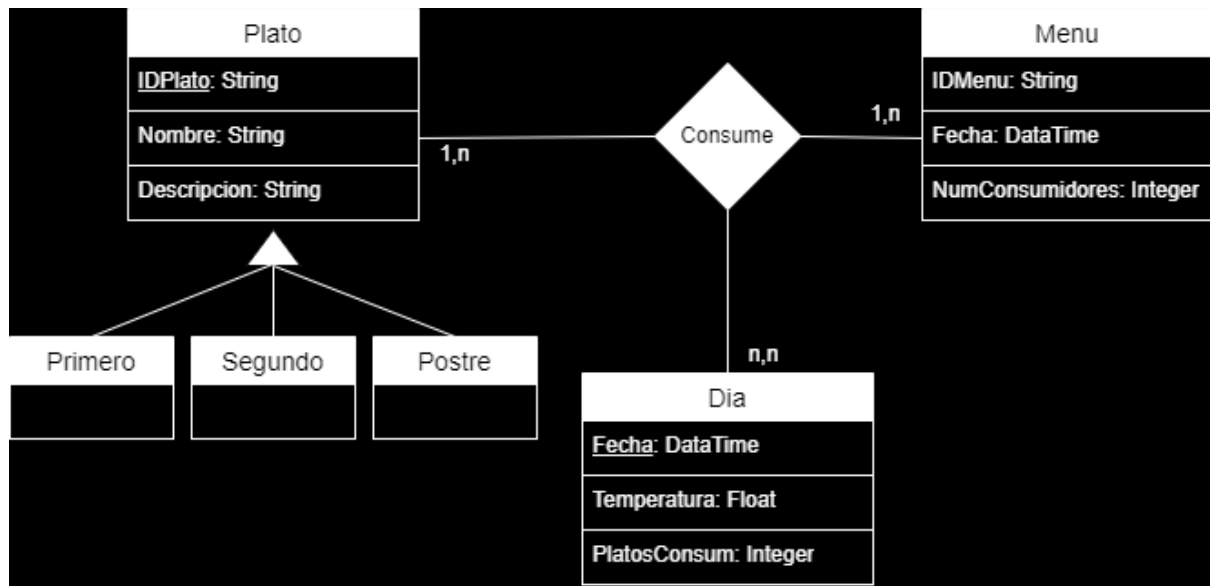 Plato
IDPlato: String
Nombre: String
Descripcion: String
1,n
Consume
1,n
Menu
IDMenu: String
Fecha: DataTime
NumConsumidores: Integer
Primero
Segundo
Postre
n,n
Dia
Fecha: DataTime
Temperatura: Float
PlatosConsum: Integer